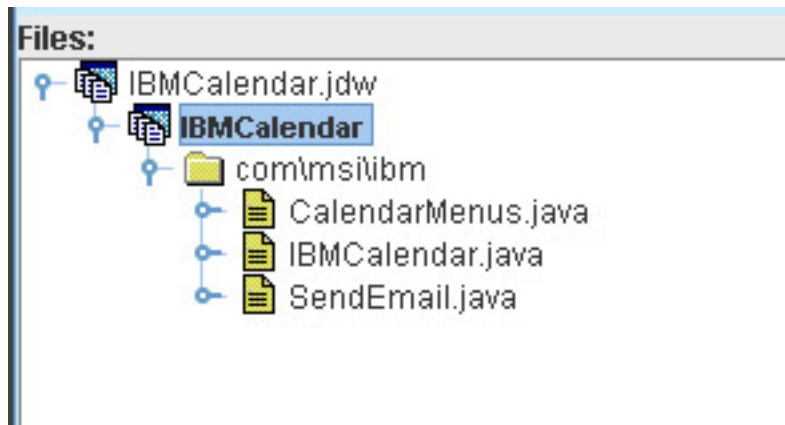 Files:
IBMCalendar.jdw
IBMCalendar
com\msi\ibm
CalendarMenus.java
IBMCalendar.java
SendEmail.java